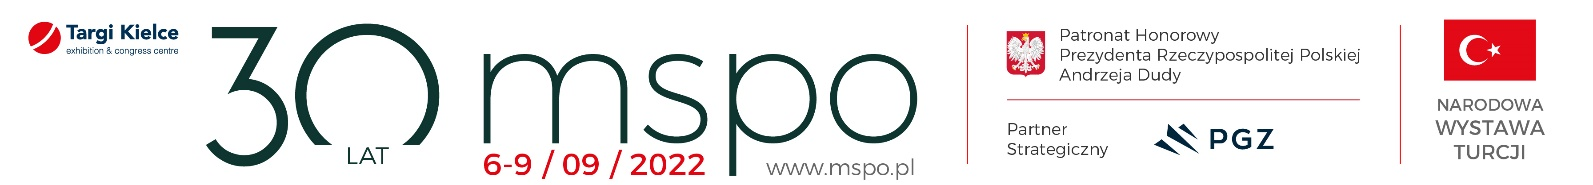 Targi Kielce
exhibition & congress centre
30 mspo
LAT
6-9 / 09 / 2022
www.mspo.pl
Patronat Honorowy
Prezydenta Rzeczypospolitej Polskiej
Andrzeja Dudy
Partner
Strategiczny
PGZ
NARODOWA
WYSTAWA
TURCJI